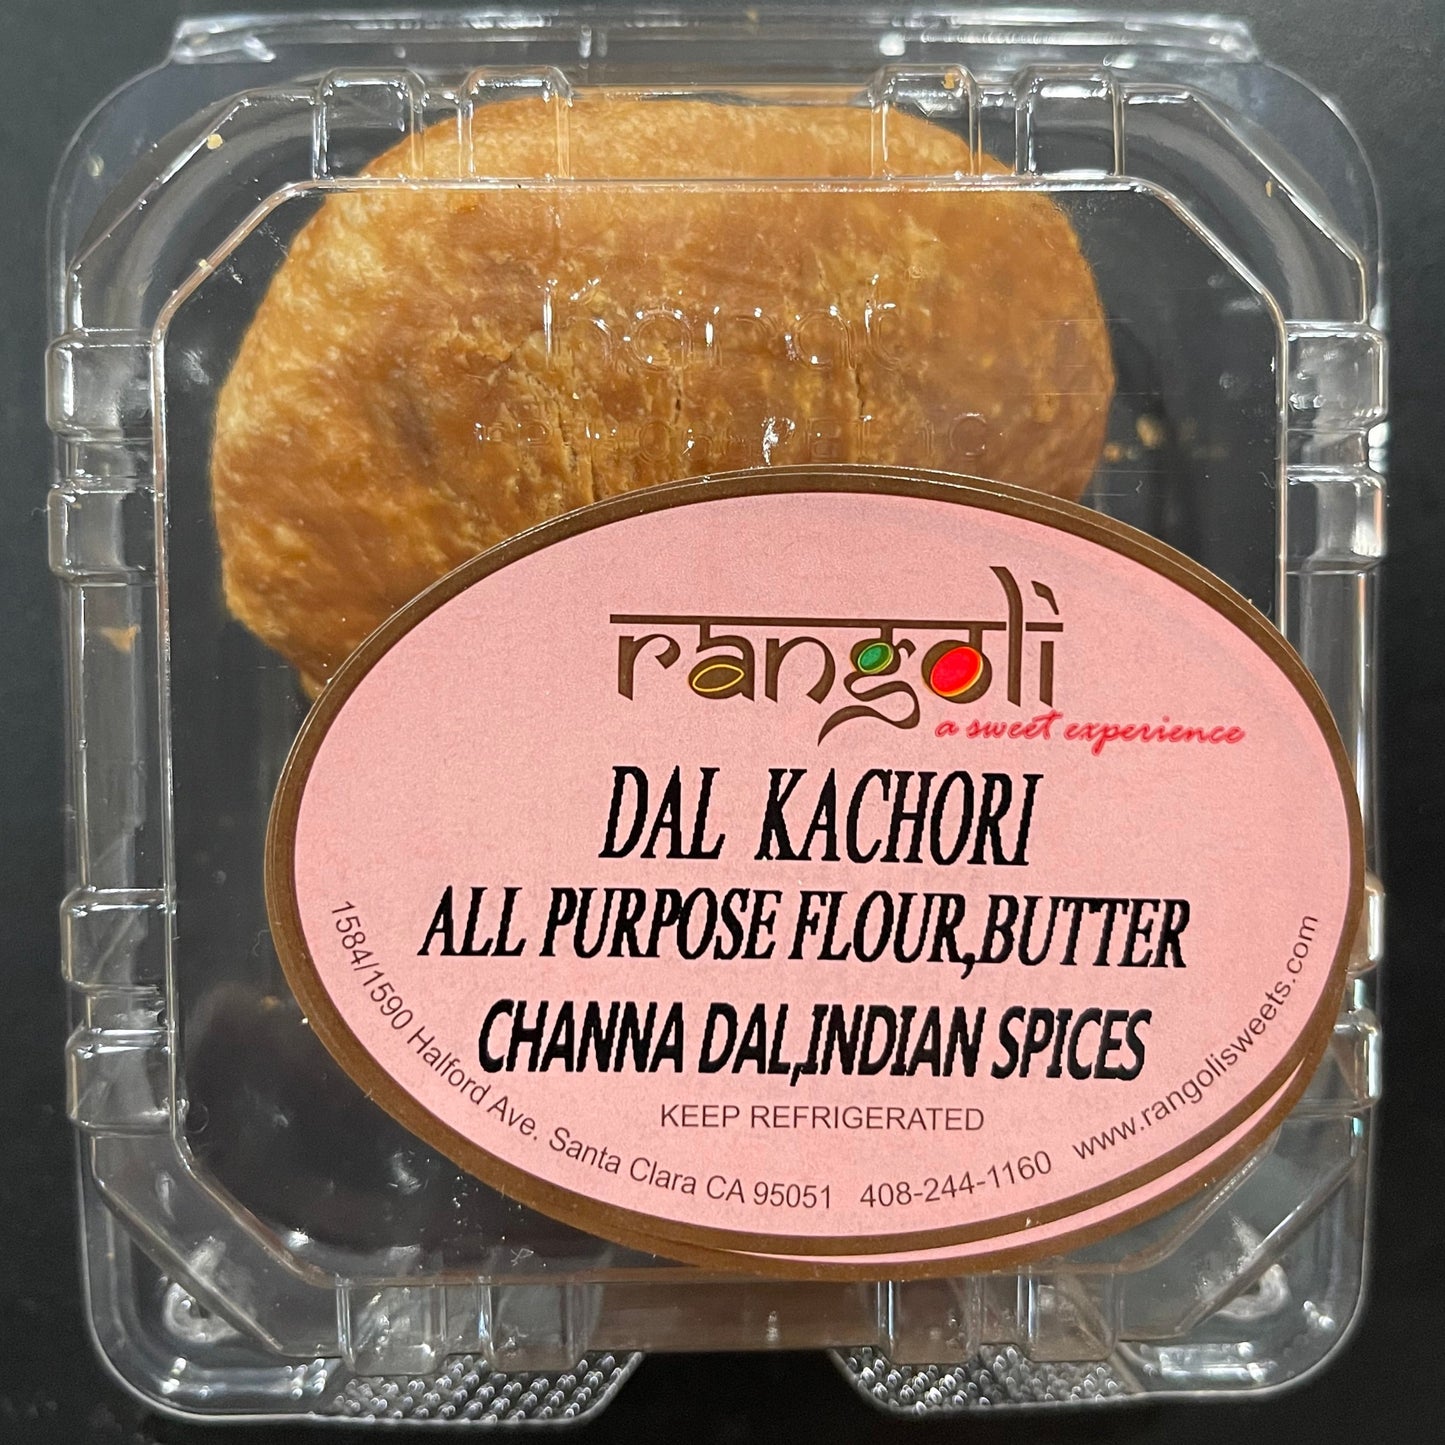 Karat
rangoli
a sweet experience
DAL KACHORI
ALL PURPOSE FLOUR,BUTTER
CHANNA DAL,INDIAN SPICES
KEEP REFRIGERATED
1584/1590 Halford Ave. Santa Clara CA 95051 408-244-1160 www.rangolisweets.com